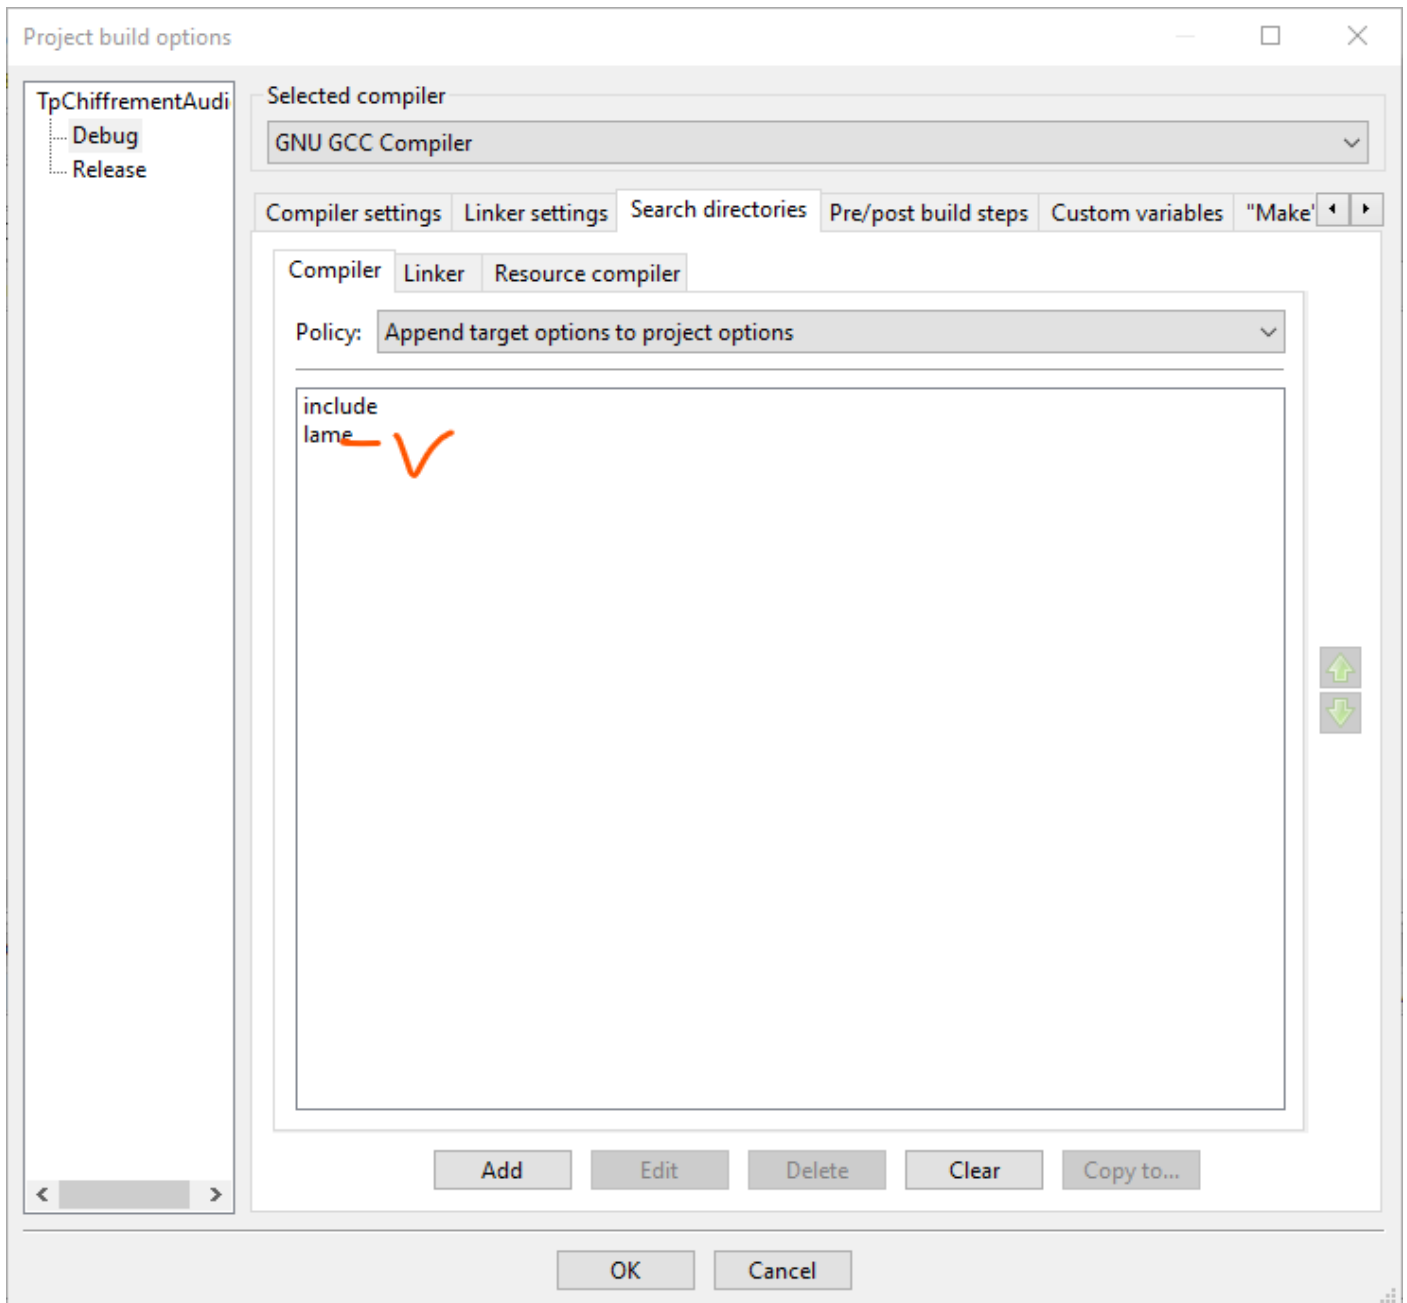 Project build options
TpChiffrementAudi
Debug
Release
Selected compiler
GNU GCC Compiler
Compiler settings
Linker settings
Search directories
Pre/post build steps
Custom variables
"Make"
Compiler
Linker
Resource compiler
Policy:
Append target options to project options
include
lame
Add
Edit
Delete
Clear
Copy to...
OK
Cancel